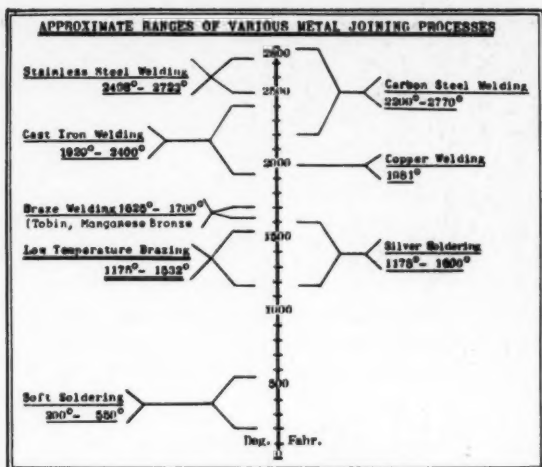 APPROXIMATE RANGES OF VARIOUS METAL JOINING PROCESSES
Stainless Steel Welding
Carbon Steel Welding
2200°- 2770°
2500
Cast Iron Welding
1920°- 2400°
2000
Copper Welding
1981°
Braze Welding 1625°- 1700°
(Tobin, Manganese Bronze
1500
Low Temperature Brazing
1175°- 1532°
Silver Soldering
1175°- 1600°
1000
500
Soft Soldering
200°- 550°
Deg. Fahr.
0